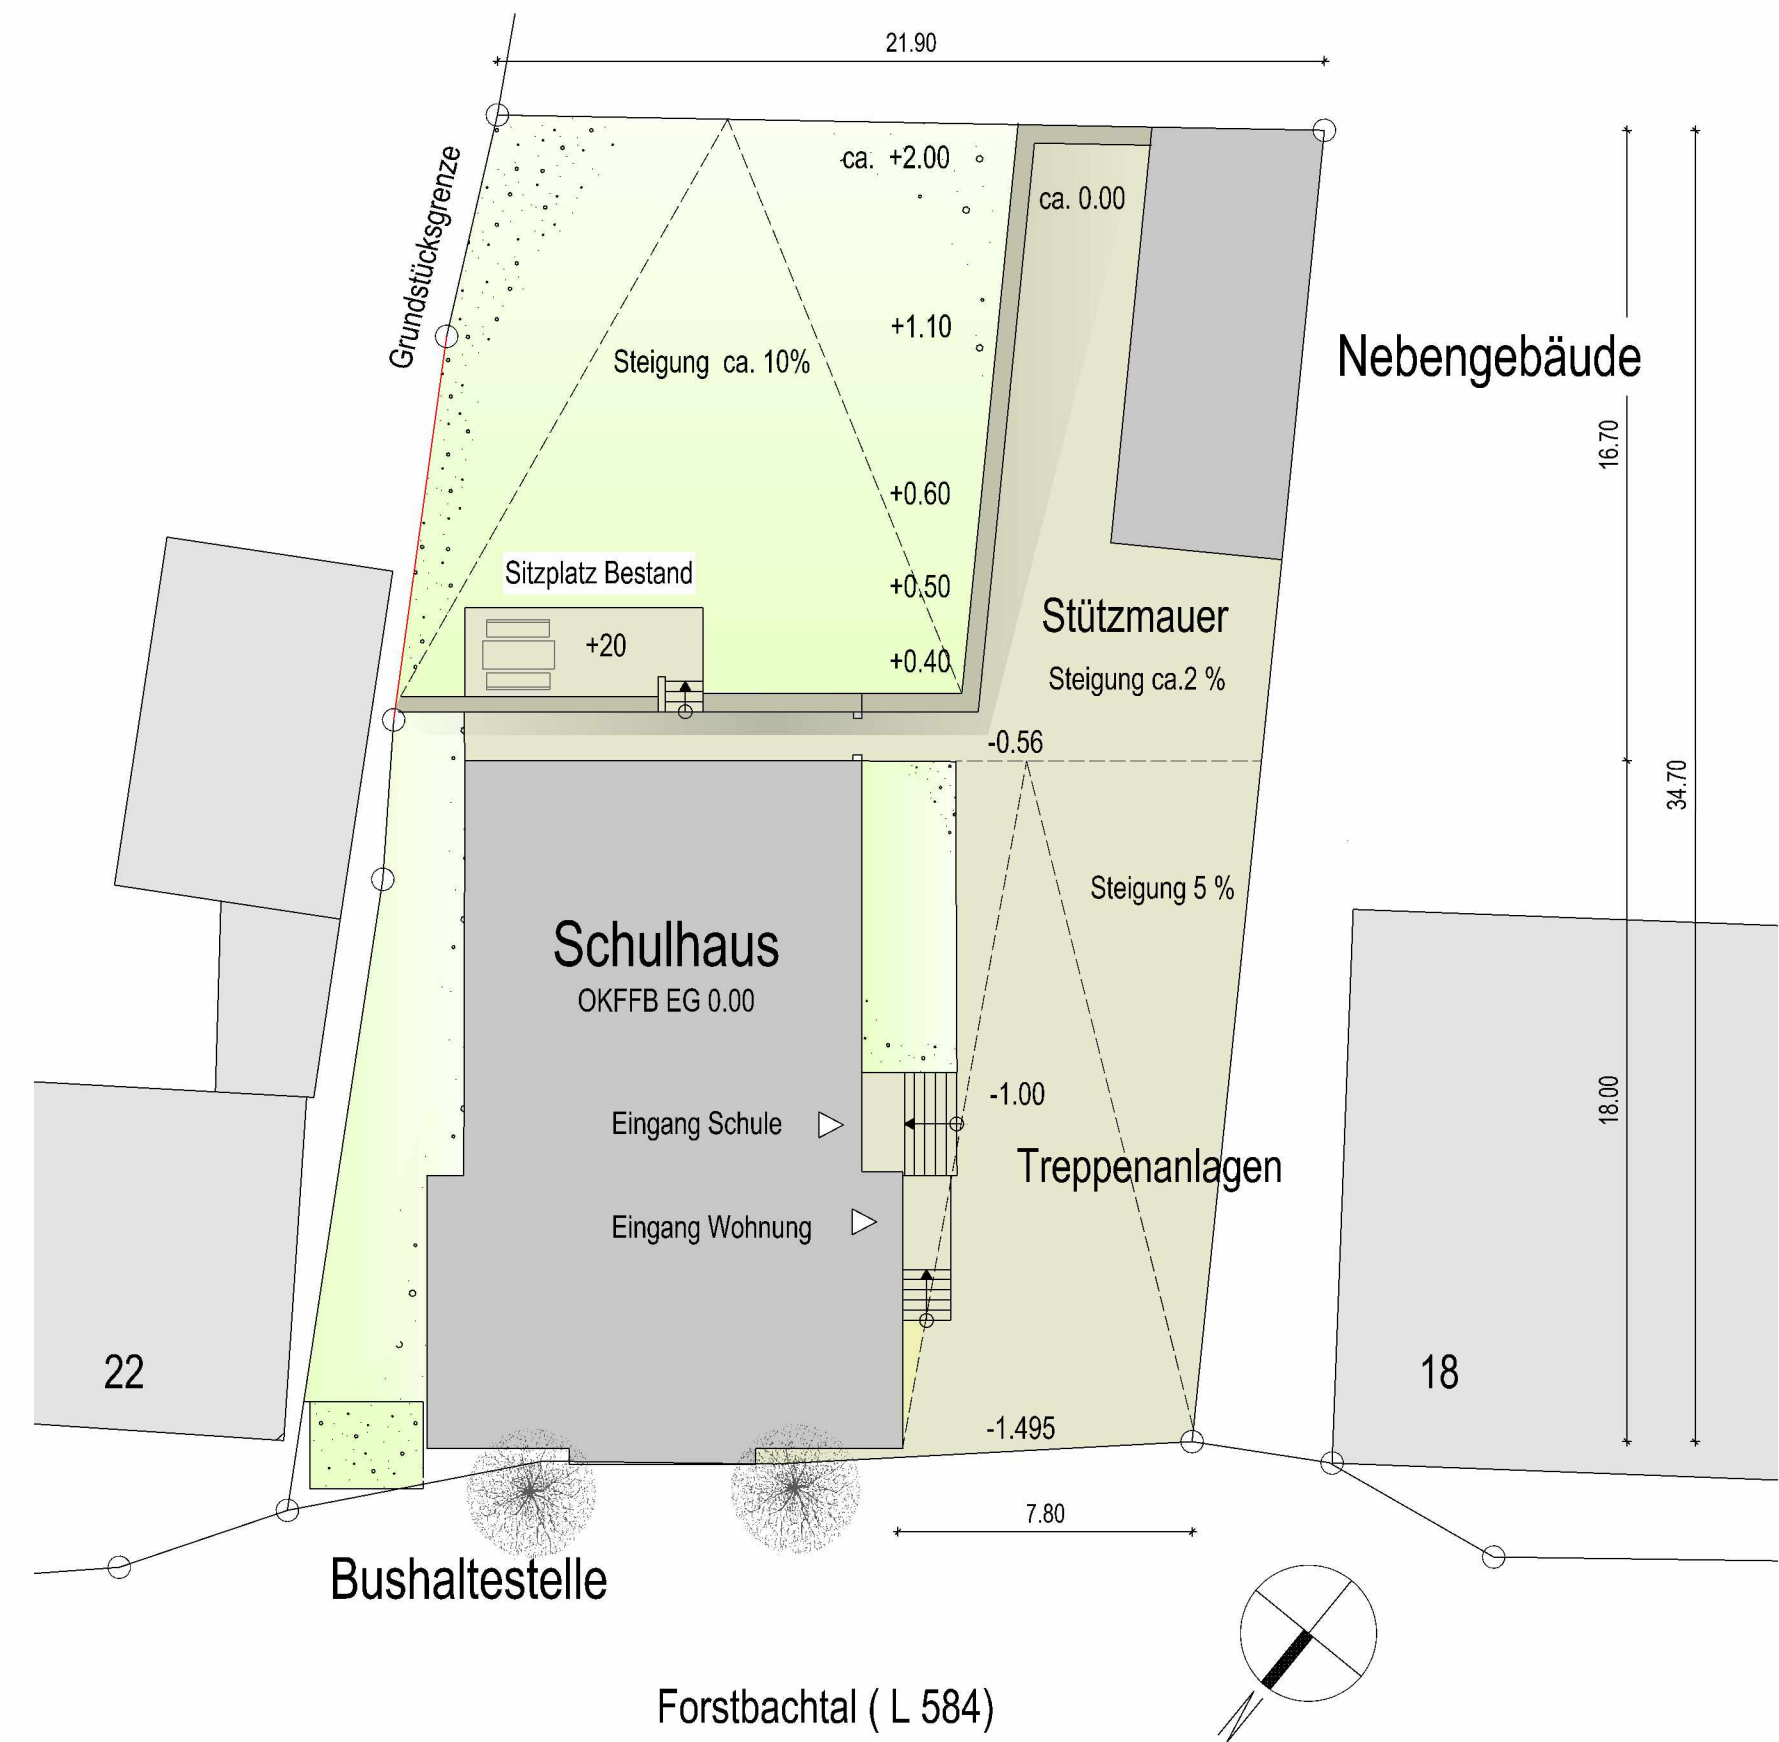 21.90
Grundstücksgrenze
ca. +2.00
ca. 0.00
+1.10
Steigung ca. 10%
Nebengebäude
16.70
+0.60
Sitzplatz Bestand
+0.50
+20
+0.40
Stützmauer
Steigung ca.2 %
-0.56
34.70
Steigung 5 %
Schulhaus
OKFFB EG 0.00
-1.00
18.00
Eingang Schule
Treppenanlagen
Eingang Wohnung
22
18
-1.495
7.80
Bushaltestelle
Forstbachtal ( L 584)
N